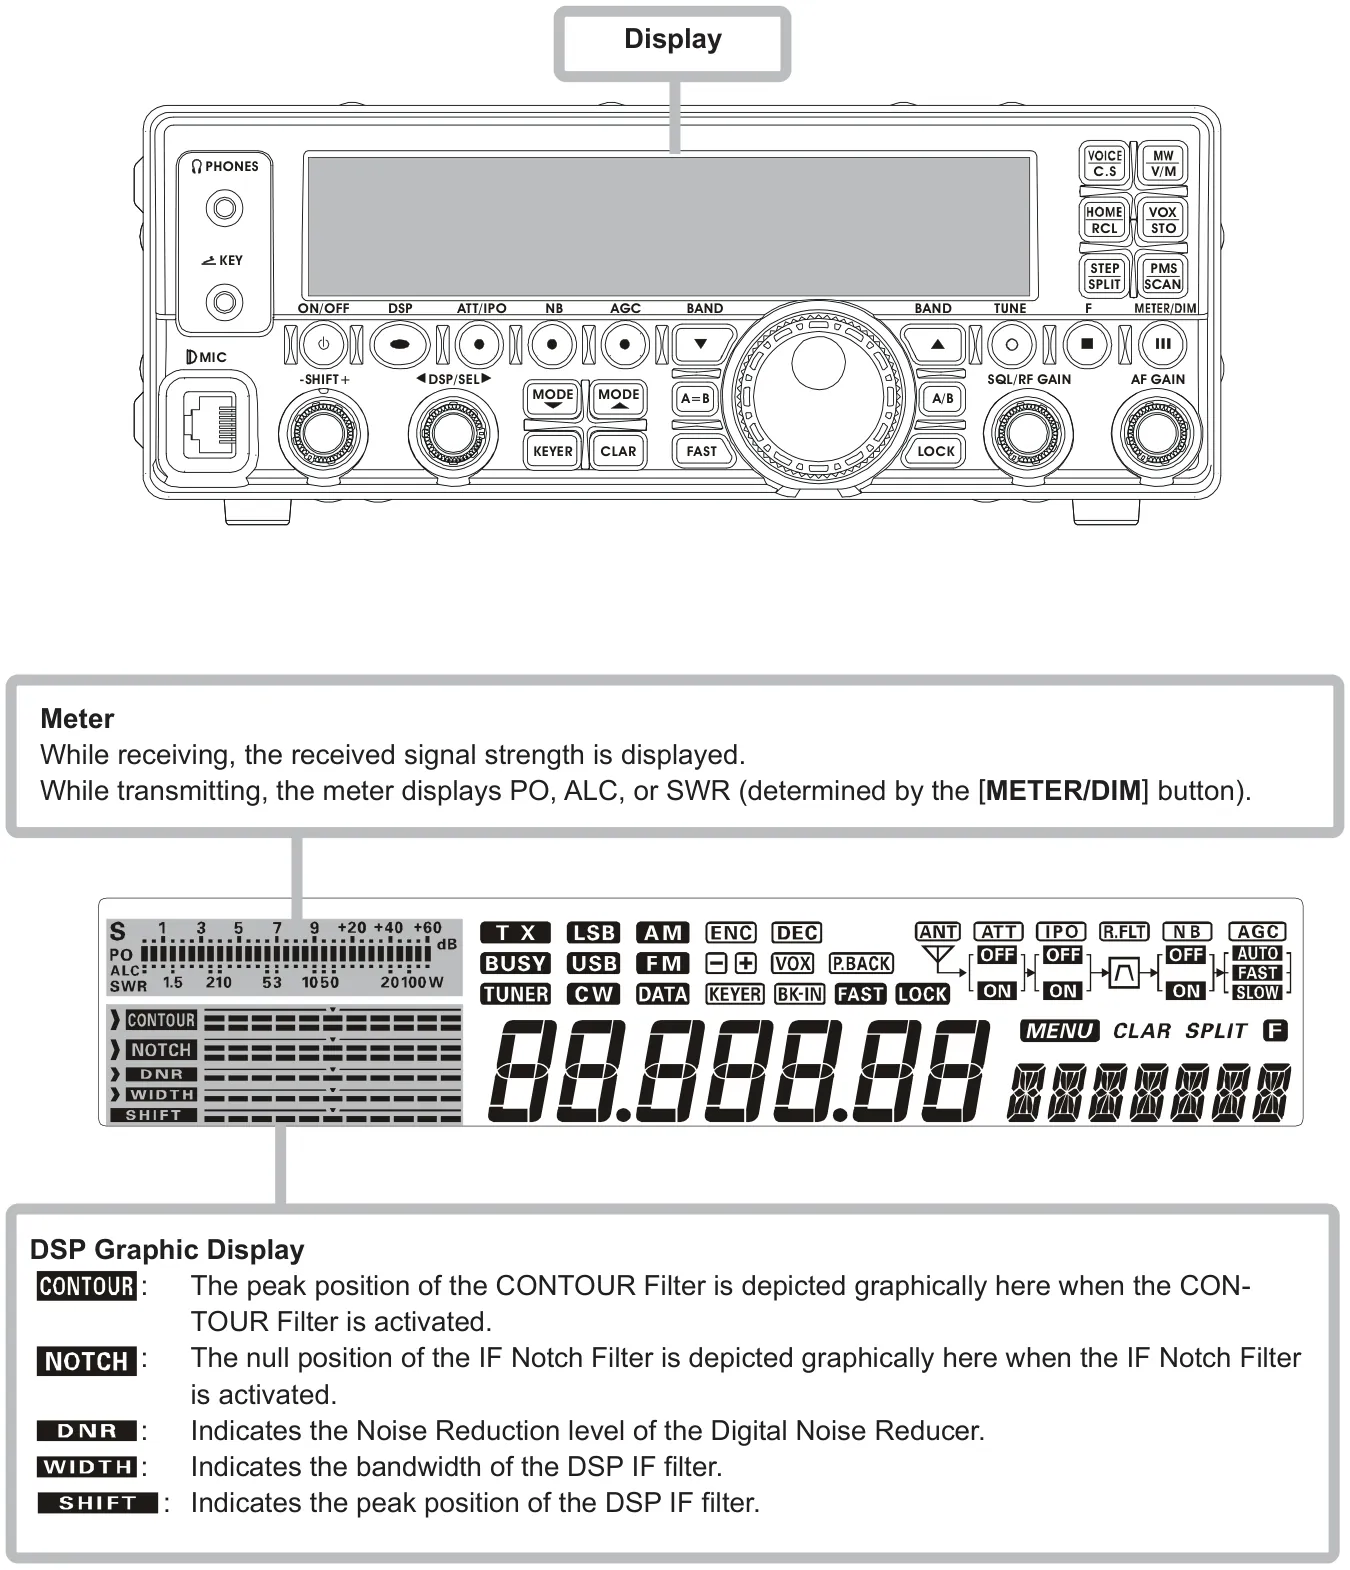 Display
PHONES
KEY
MIC
VOICE
C.S
MW
V/M
HOME
RCL
VOX
STO
STEP
SPLIT
PMS
SCAN
ON/OFF DSP ATT/IPO NB AGC BAND BAND TUNE F METER/DIM
-SHIFT+ ◀DSP/SEL▶ SQL/RF GAIN AF GAIN
MODE MODE A=B A/B
KEYER CLAR FAST LOCK
Meter
While receiving, the received signal strength is displayed.
While transmitting, the meter displays PO, ALC, or SWR (determined by the [METER/DIM] button).
S 1 3 5 7 9 +20 +40 +60
dB
PO
ALC
SWR 1.5 2 10 5 3 10 50 20 100 W
CONTOUR
NOTCH
DNR
WIDTH
SHIFT
TX LSB AM ENC DEC
BUSY USB FM − + VOX P.BACK
TUNER CW DATA KEYER BK-IN FAST LOCK
ANT ATT IPO R.FLT NB AGC
OFF OFF OFF AUTO
FAST
ON ON ON SLOW
MENU CLAR SPLIT F
88.888.88
DSP Graphic Display
CONTOUR: The peak position of the CONTOUR Filter is depicted graphically here when the CON-
TOUR Filter is activated.
NOTCH: The null position of the IF Notch Filter is depicted graphically here when the IF Notch Filter
is activated.
DNR: Indicates the Noise Reduction level of the Digital Noise Reducer.
WIDTH: Indicates the bandwidth of the DSP IF filter.
SHIFT: Indicates the peak position of the DSP IF filter.